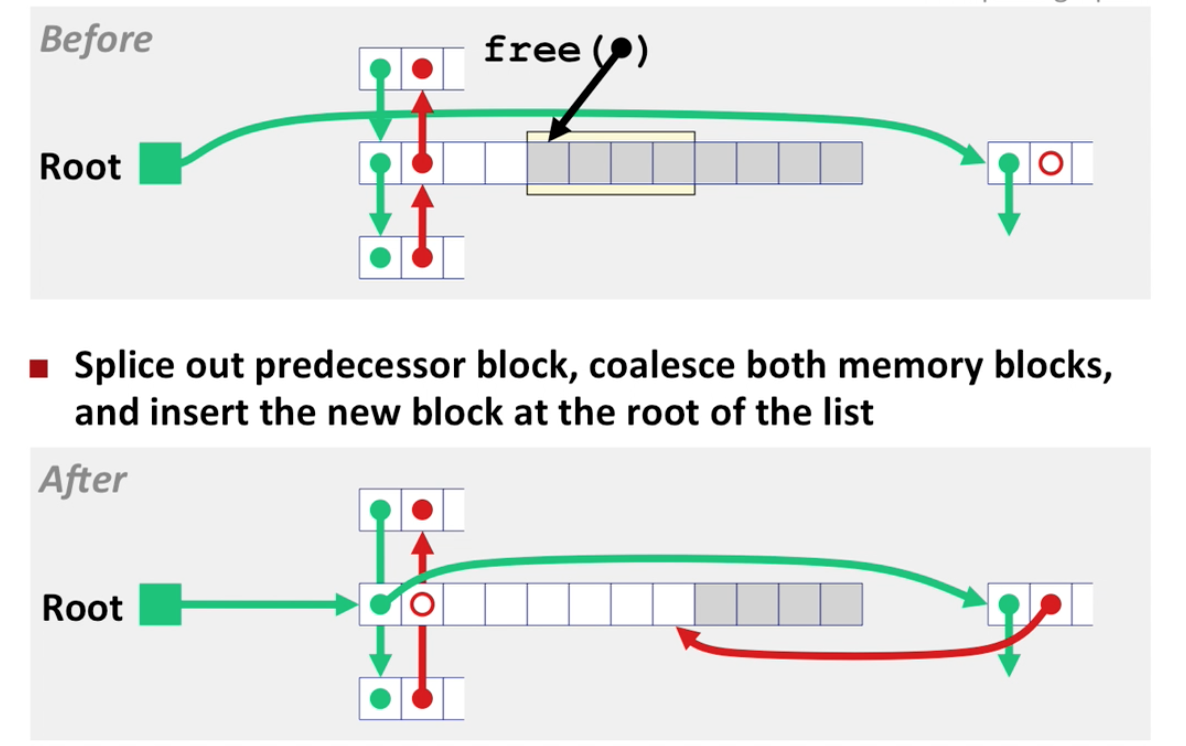 Before
free( )
Root
Splice out predecessor block, coalesce both memory blocks,
and insert the new block at the root of the list
After
Root